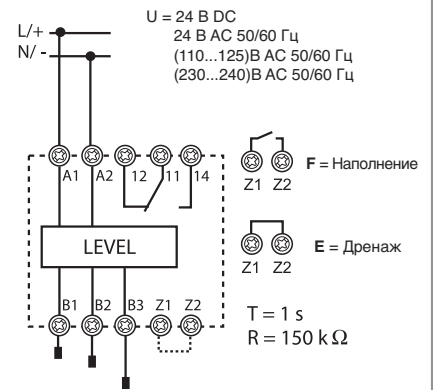 L/+
N/ -
U = 24 В DC
24 В AC 50/60 Гц
(110...125)В AC 50/60 Гц
(230...240)В AC 50/60 Гц
A1 A2 12 11 14
Z1 Z2
F = Наполнение
LEVEL
Z1 Z2
E = Дренаж
B1 B2 B3 Z1 Z2
T = 1 s
R = 150 k Ω